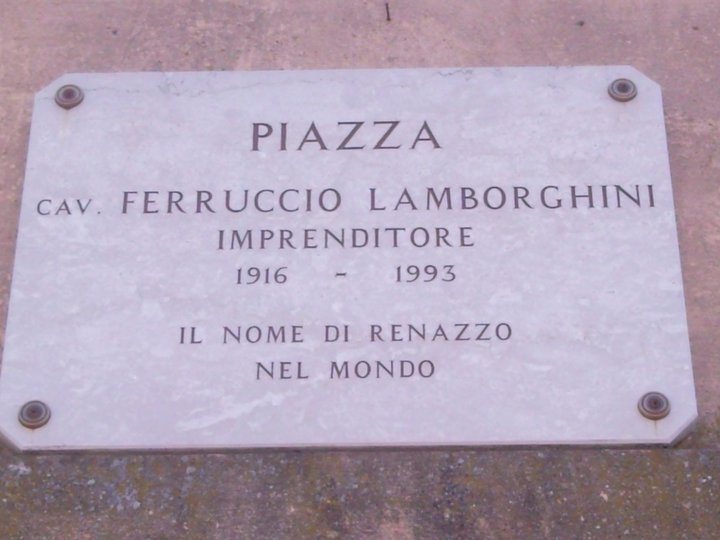 PIAZZA
CAV. FERRUCCIO LAMBORGHINI
IMPRENDITORE
1916 - 1993
IL NOME DI RENAZZO
NEL MONDO